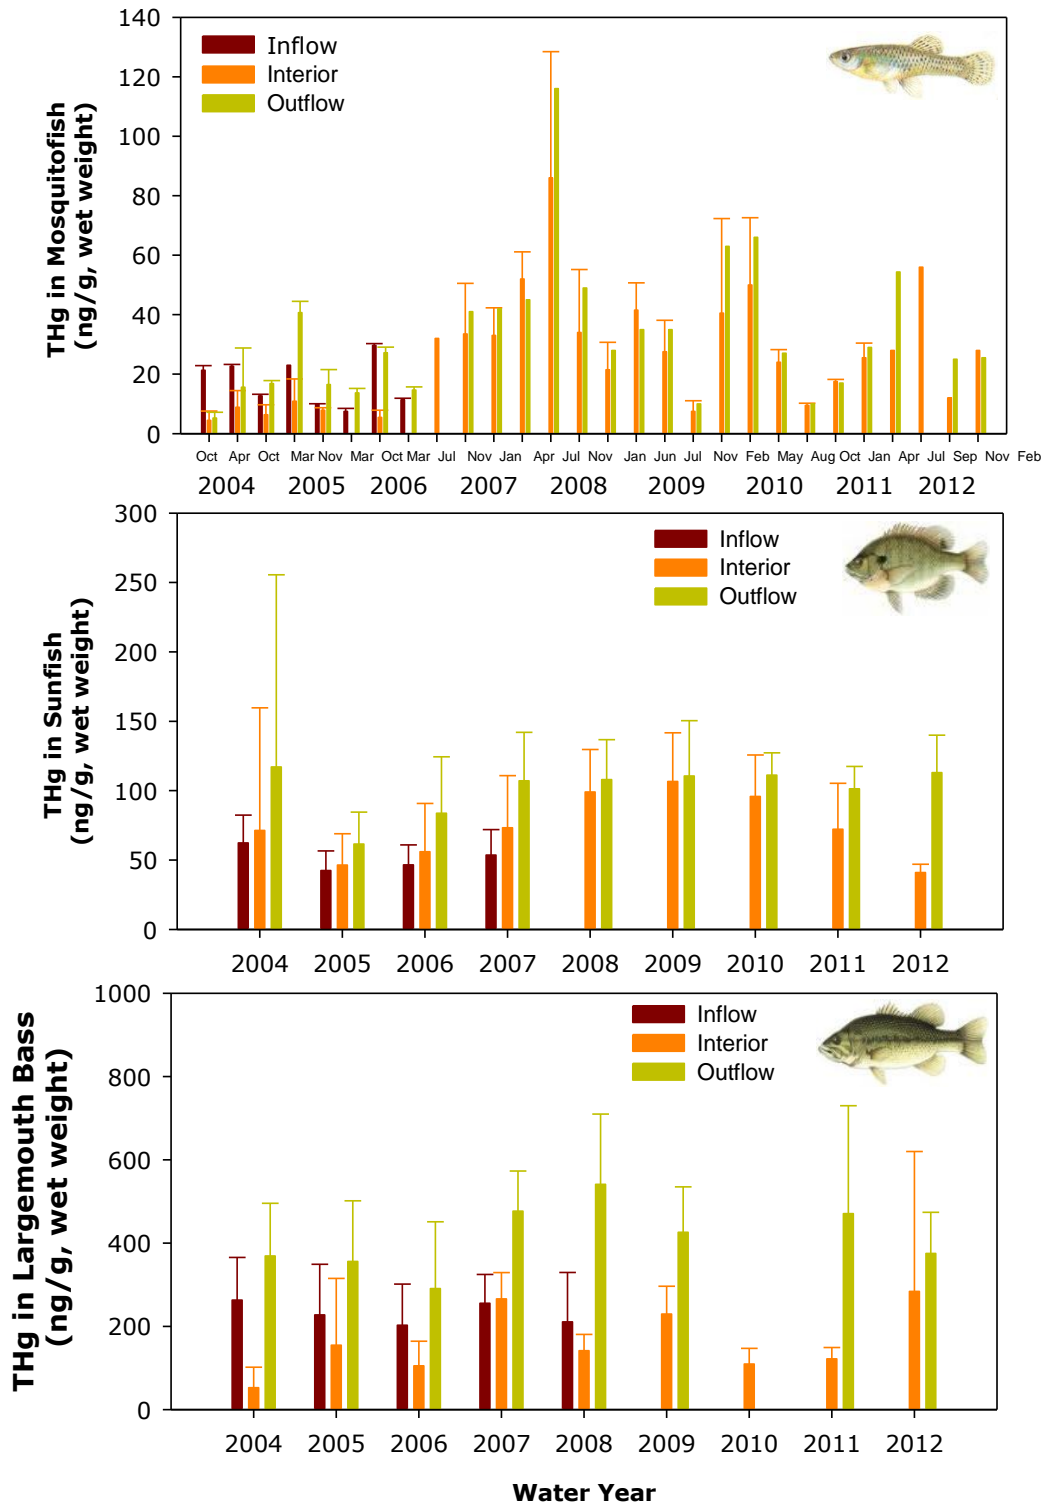 THg in Mosquitofish
(ng/g, wet weight)
140
120
100
80
60
40
20
0
Inflow
Interior
Outflow
Oct Apr Oct Mar Nov Mar Oct Mar Jul Nov Jan Apr Jul Nov Jan Jun Jul Nov Feb May Aug Oct Jan Apr Jul Sep Nov Feb
2004 2005 2006 2007 2008 2009 2010 2011 2012
THg in Sunfish
(ng/g, wet weight)
300
250
200
150
100
50
0
Inflow
Interior
Outflow
2004 2005 2006 2007 2008 2009 2010 2011 2012
THg in Largemouth Bass
(ng/g, wet weight)
1000
800
600
400
200
0
Inflow
Interior
Outflow
2004 2005 2006 2007 2008 2009 2010 2011 2012
Water Year